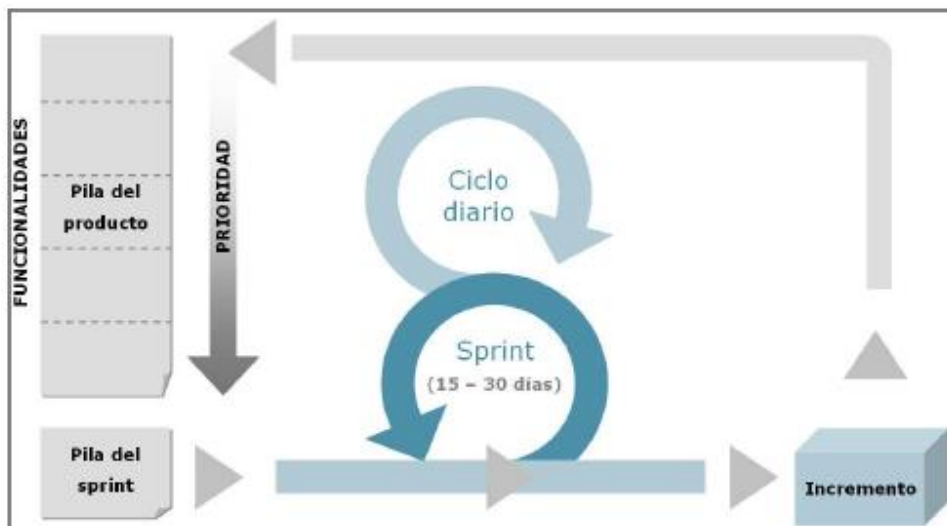 FUNCIONALIDADES
Pila del
producto
PRIORIDAD
Ciclo
diario
Sprint
(15 – 30 días)
Pila del
sprint
Incremento